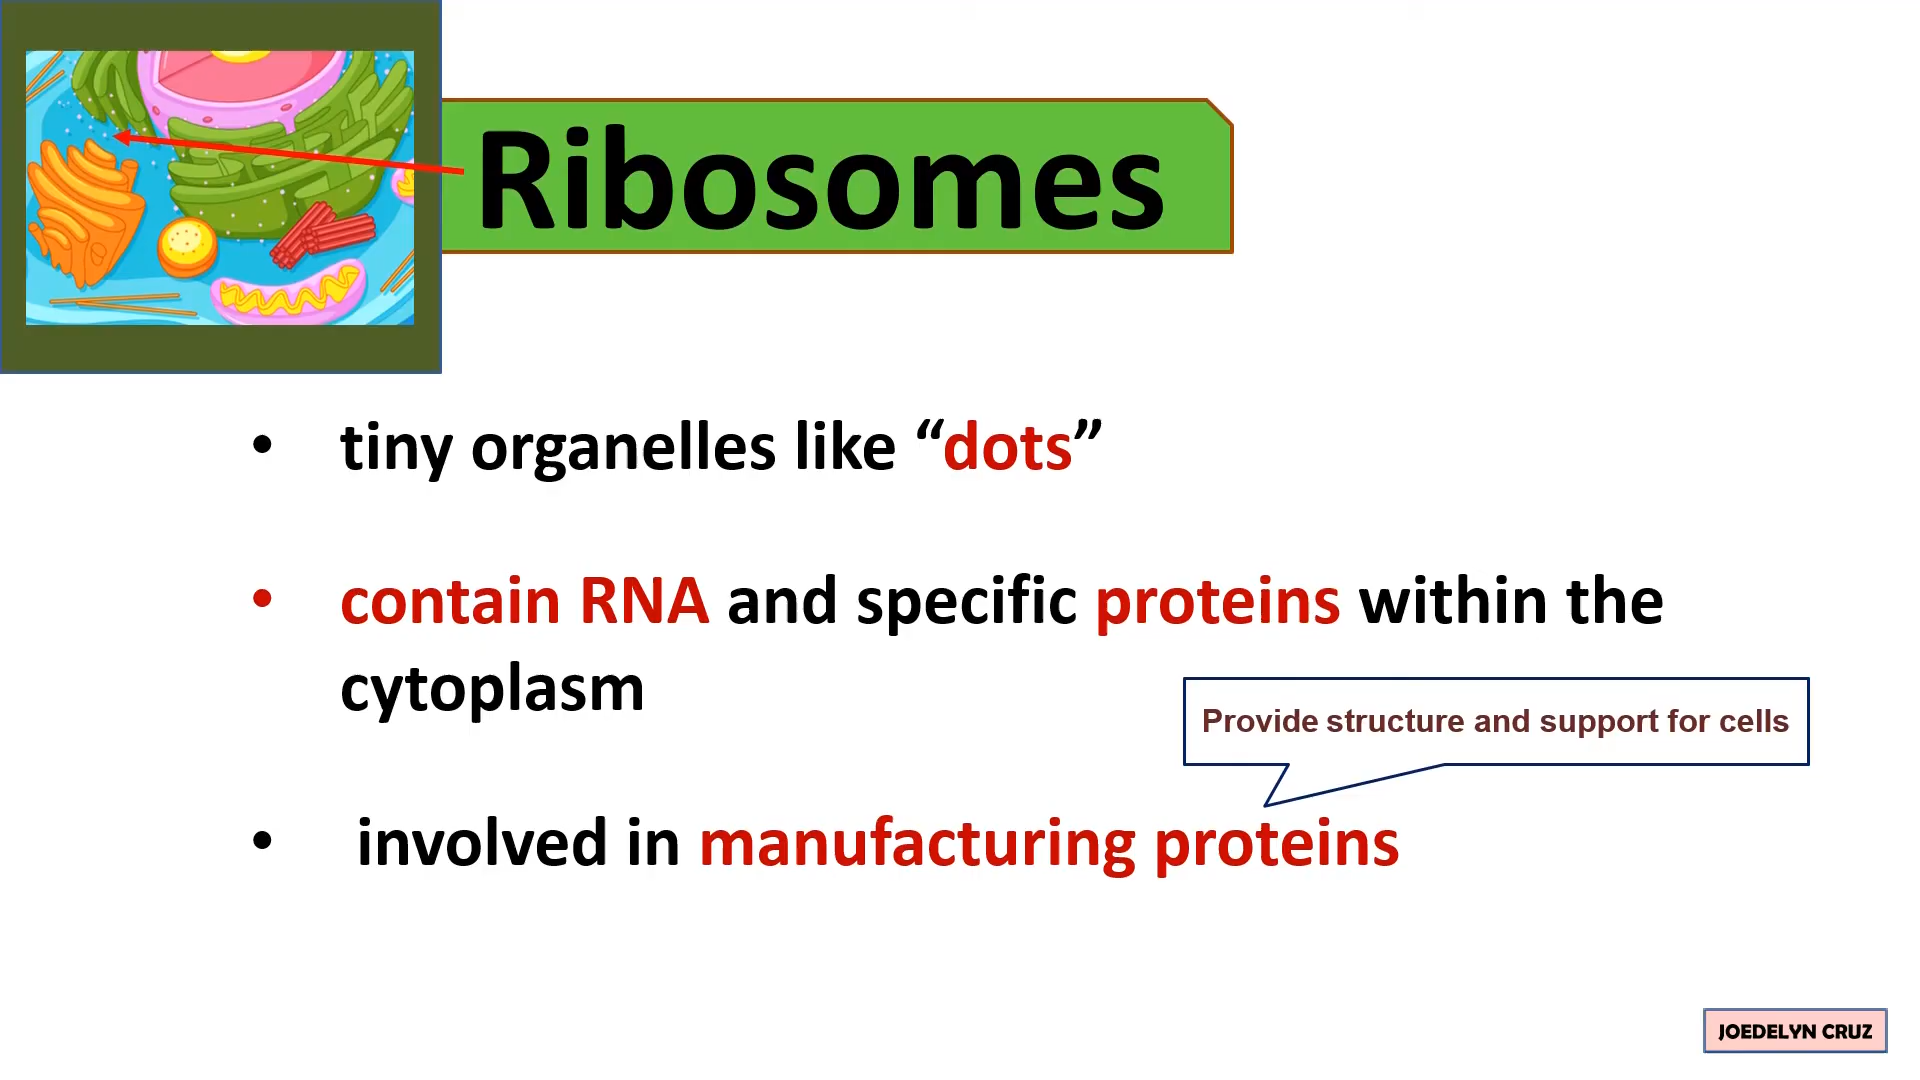 Ribosomes
• tiny organelles like “dots”
• contain RNA and specific proteins within the
cytoplasm
Provide structure and support for cells
• involved in manufacturing proteins
JOEDELYN CRUZ